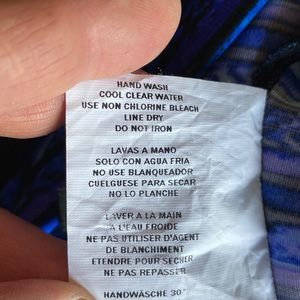 HAND WASH
COOL CLEAR WATER
USE NON CHLORINE BLEACH
LINE DRY
DO NOT IRON
LAVAS A MANO
SOLO CON AGUA FRIA
NO USE BLANQUEADOR
CUELGUESE PARA SECAR
NO LO PLANCHE
LAVER A LA MAIN
À L'EAU FROIDE
NE PAS UTILISER D'AGENT
DE BLANCHIMENT
ETENDRE POUR SECHER
NE PAS REPASSER
HANDWÄSCHE 30°